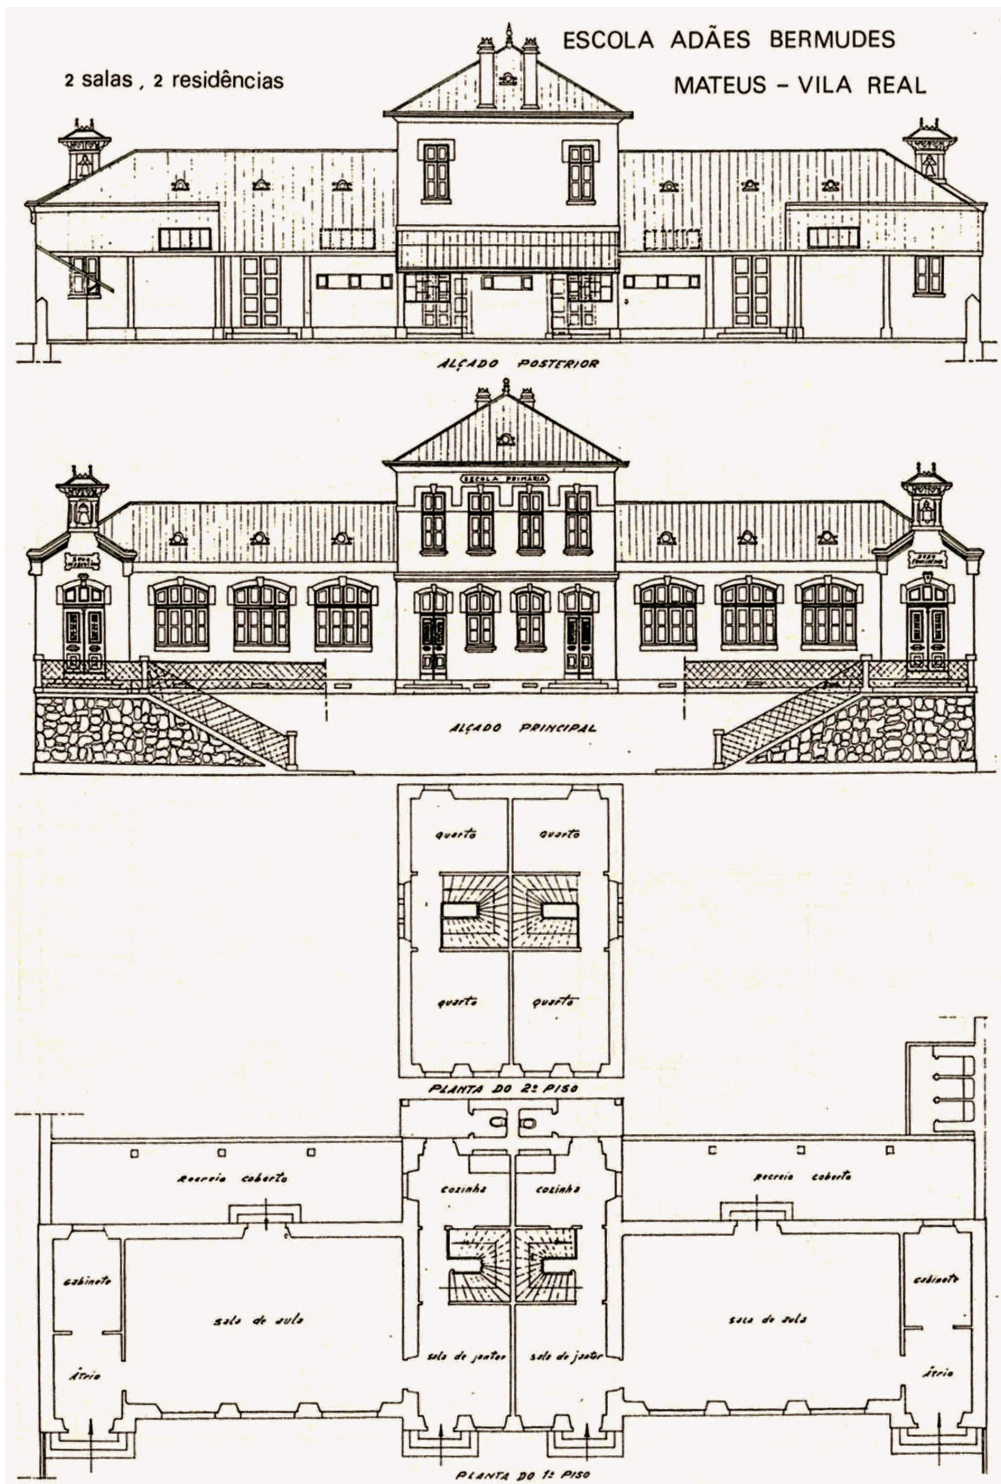 ESCOLA ADÃES BERMUDES
2 salas, 2 residências
MATEUS – VILA REAL
ALÇADO POSTERIOR
ESCOLA PRIMARIA
ALÇADO PRINCIPAL
quarto quarto
quarto quarto
PLANTA DO 2º PISO
Recreio coberto
Recreio coberto
cozinha cozinha
Gabinete
Gabinete
sala de aula
sala de aula
sala de jantar sala de jantar
Átrio
Átrio
PLANTA DO 1º PISO